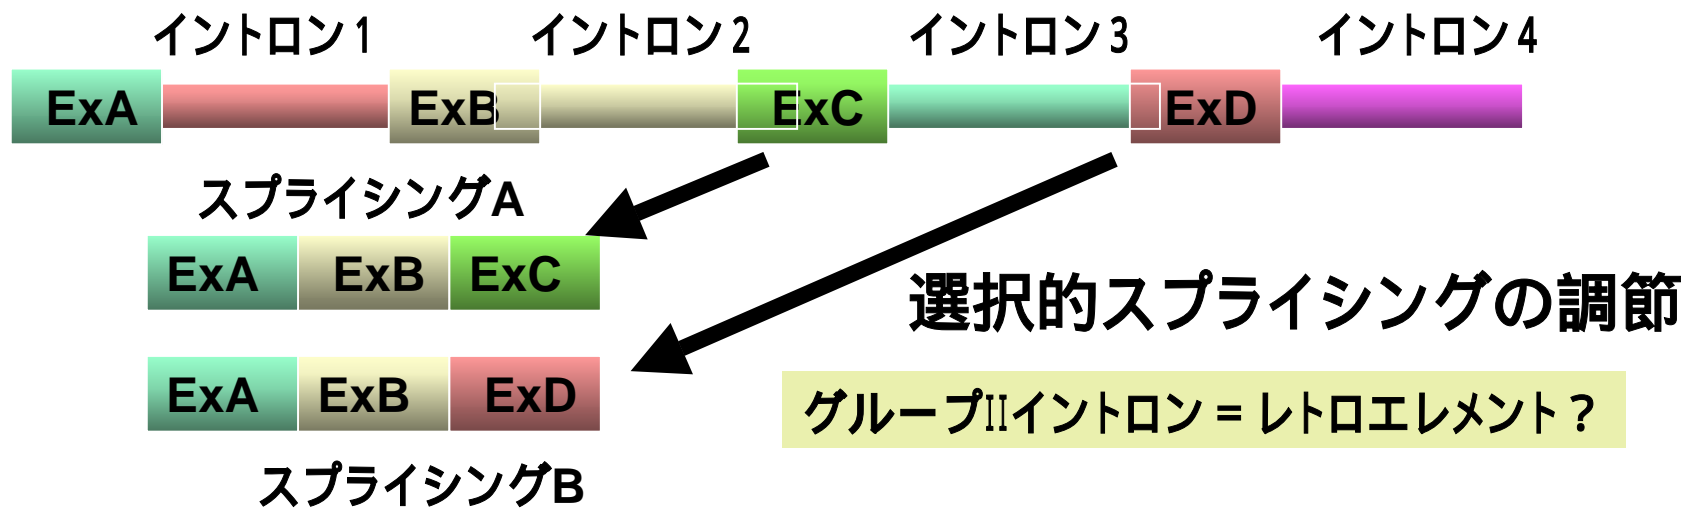 イントロン1 イントロン2 イントロン3 イントロン4
ExA ExB ExC ExD
スプライシングA
ExA ExB ExC
選択的スプライシングの調節
ExA ExB ExD
グループⅡイントロン=レトロエレメント?
スプライシングB